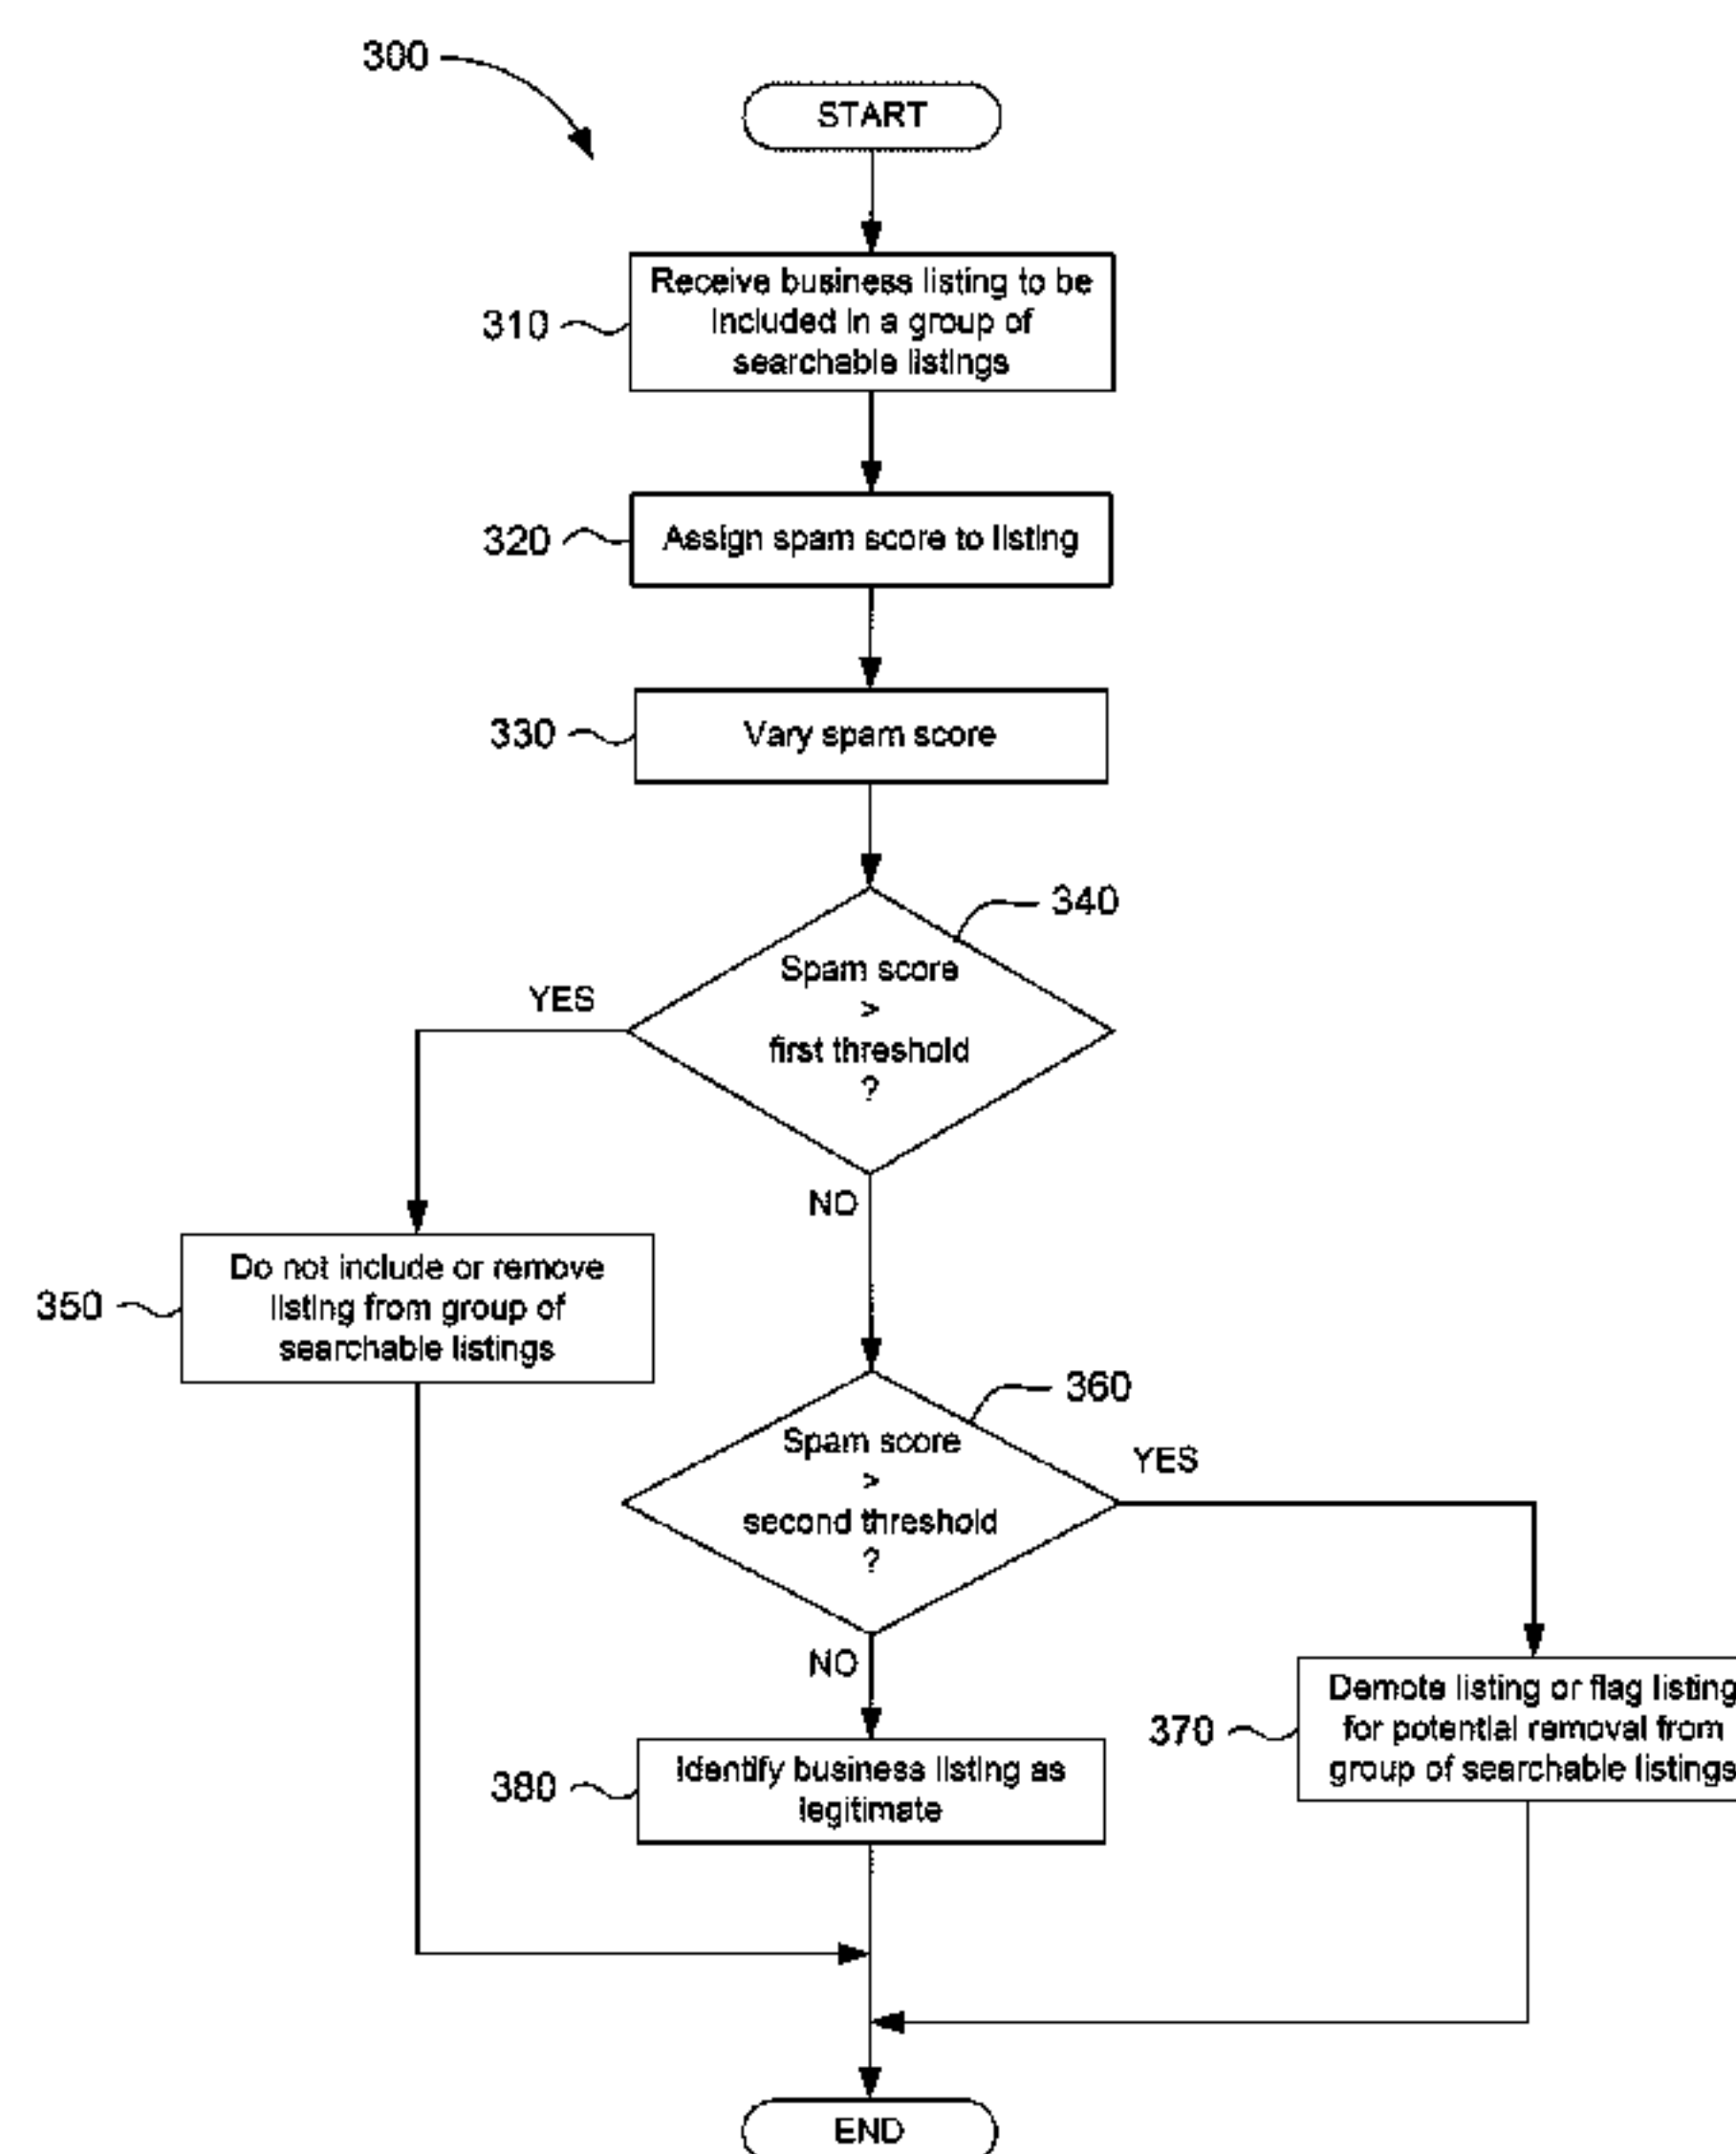 300
START
310
Receive business listing to be
included in a group of
searchable listings
320
Assign spam score to listing
330
Vary spam score
340
Spam score
>
first threshold
?
YES
NO
350
Do not include or remove
listing from group of
searchable listings
360
Spam score
>
second threshold
?
YES
NO
370
Demote listing or flag listing
for potential removal from
group of searchable listings
380
Identify business listing as
legitimate
END